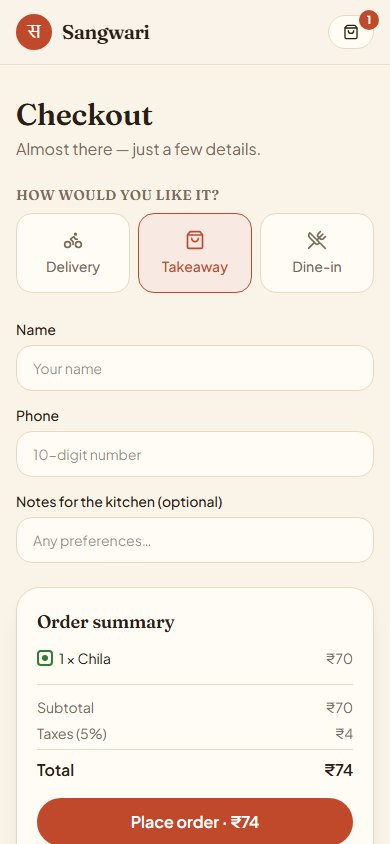 स Sangwari 1
Checkout
Almost there — just a few details.
HOW WOULD YOU LIKE IT?
Delivery Takeaway Dine-in
Name
Your name
Phone
10-digit number
Notes for the kitchen (optional)
Any preferences...
Order summary
1 × Chila ₹70
Subtotal ₹70
Taxes (5%) ₹4
Total ₹74
Place order · ₹74